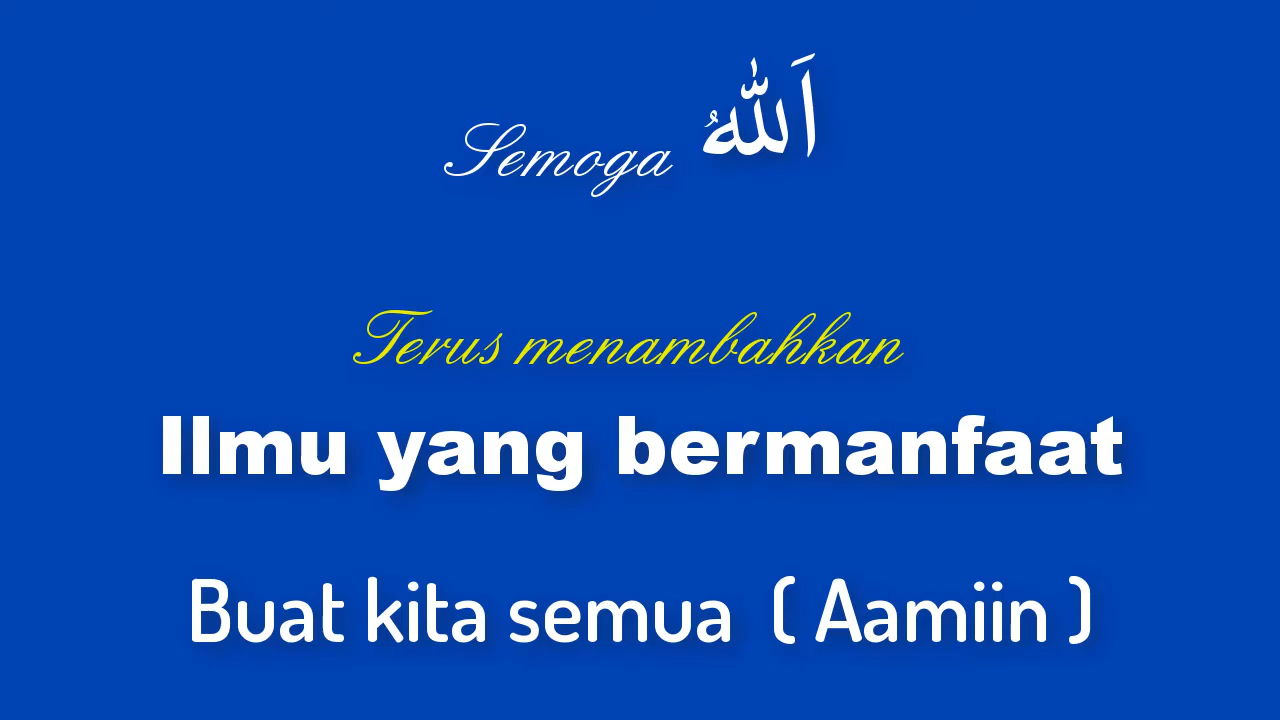 Semoga اَللّٰهُ
Terus menambahkan
Ilmu yang bermanfaat
Buat kita semua ( Aamiin )